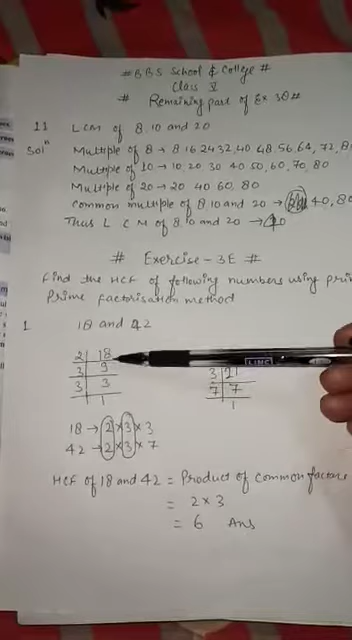 # BBS School & College #
Class V
# Remaining part of Ex 3D #
11 LCM of 8, 10 and 20
Soln Multiple of 8 → 8 16 24 32, 40 48 56, 64, 72, 8
Multiple of 10 → 10, 20 30 40 50, 60, 70, 80
Multiple of 20 → 20 40 60, 80
Common multiple of 8 10 and 20 → 40, 80
Thus L C M of 8, 10 and 20 → 40
# Exercise - 3E #
Find the HCF of following numbers using prim
Prime factorisation method
1 18 and 42
2 18
3 9
3 3
1
3 21
7 7
1
18 → 2 × 3 × 3
42 → 2 × 3 × 7
HCF of 18 and 42 = Product of common factors
= 2 × 3
= 6 Ans